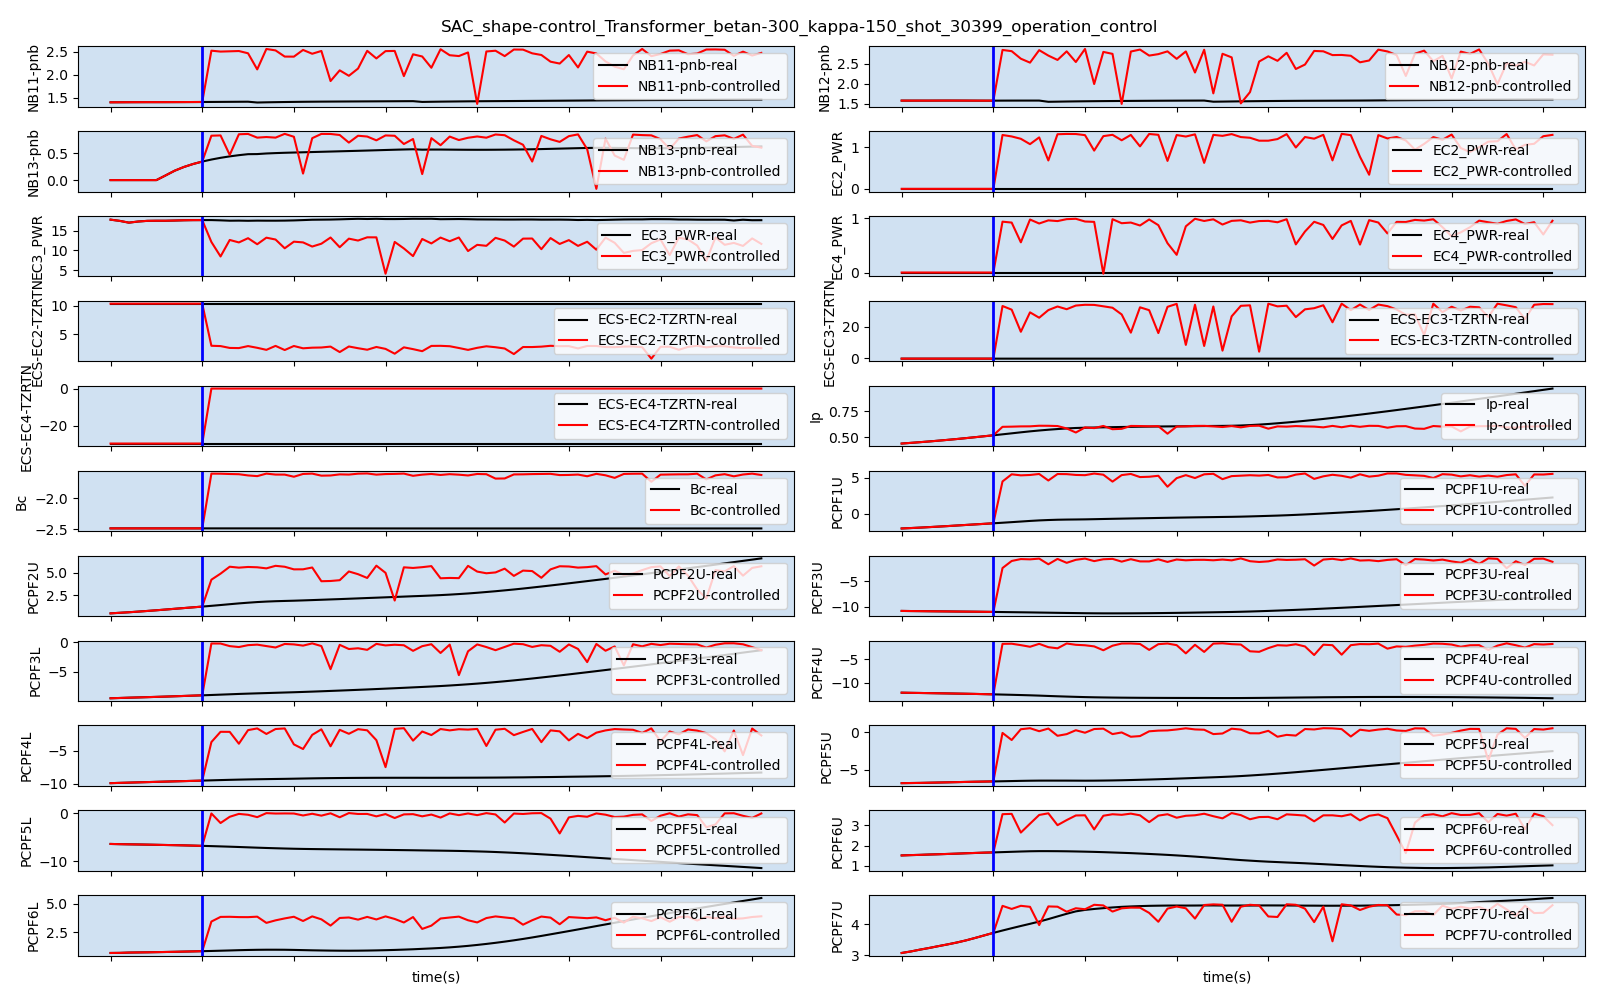 SAC_shape-control_Transformer_betan-300_kappa-150_shot_30399_operation_control
NB11-pnb
2.5
2.0
1.5
NB11-pnb-real
NB11-pnb-controlled
NB12-pnb
2.5
2.0
1.5
NB12-pnb-real
NB12-pnb-controlled
NB13-pnb
0.5
0.0
NB13-pnb-real
NB13-pnb-controlled
EC2_PWR
1
0
EC2_PWR-real
EC2_PWR-controlled
EC3_PWR
15
10
5
EC3_PWR-real
EC3_PWR-controlled
EC4_PWR
1
0
EC4_PWR-real
EC4_PWR-controlled
ECS-EC2-TZRTN
10
5
ECS-EC2-TZRTN-real
ECS-EC2-TZRTN-controlled
ECS-EC3-TZRTN
20
0
ECS-EC3-TZRTN-real
ECS-EC3-TZRTN-controlled
ECS-EC4-TZRTN
0
−20
ECS-EC4-TZRTN-real
ECS-EC4-TZRTN-controlled
Ip
0.75
0.50
Ip-real
Ip-controlled
Bc
−2.0
−2.5
Bc-real
Bc-controlled
PCPF1U
5
0
PCPF1U-real
PCPF1U-controlled
PCPF2U
5.0
2.5
PCPF2U-real
PCPF2U-controlled
PCPF3U
−5
−10
PCPF3U-real
PCPF3U-controlled
PCPF3L
0
−5
PCPF3L-real
PCPF3L-controlled
PCPF4U
−5
−10
PCPF4U-real
PCPF4U-controlled
PCPF4L
−5
−10
PCPF4L-real
PCPF4L-controlled
PCPF5U
0
−5
PCPF5U-real
PCPF5U-controlled
PCPF5L
0
−10
PCPF5L-real
PCPF5L-controlled
PCPF6U
3
2
1
PCPF6U-real
PCPF6U-controlled
PCPF6L
5.0
2.5
PCPF6L-real
PCPF6L-controlled
time(s)
PCPF7U
4
3
PCPF7U-real
PCPF7U-controlled
time(s)